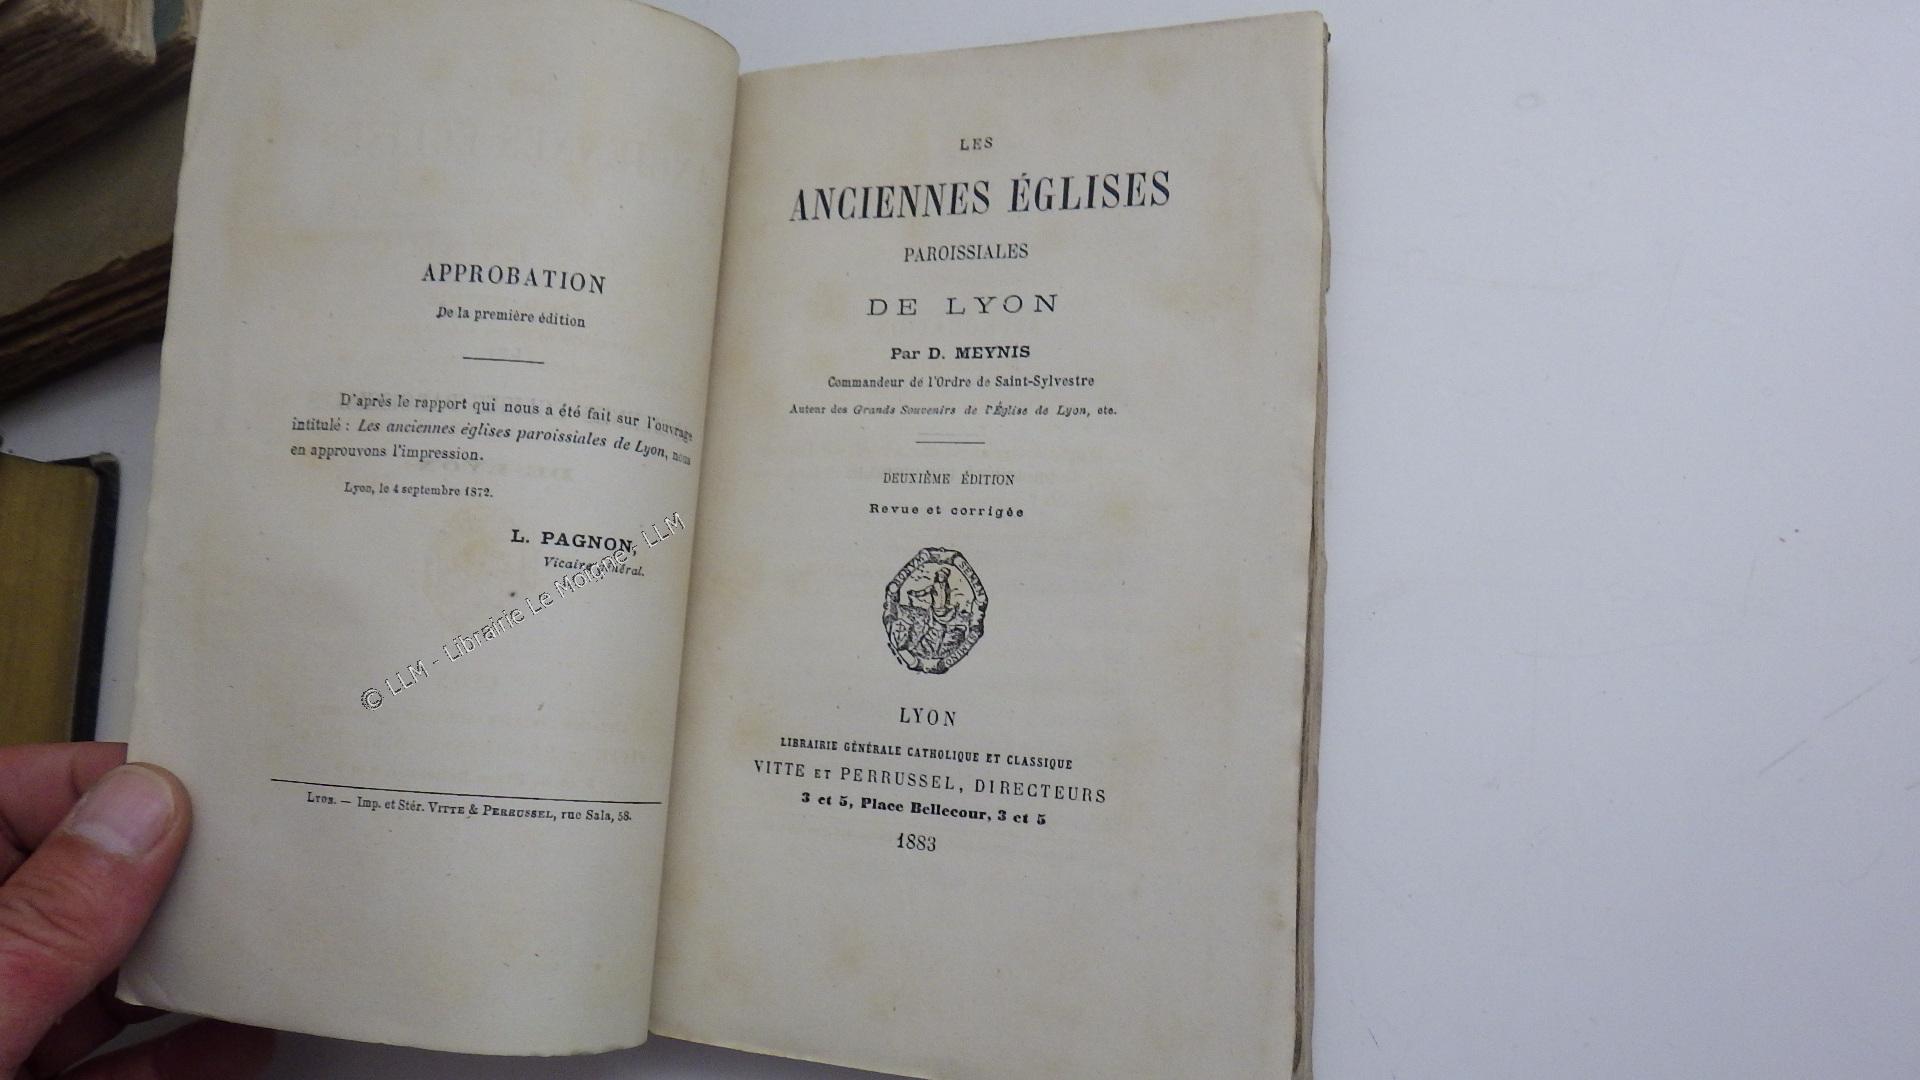 APPROBATION
De la première édition
D'après le rapport qui nous a été fait sur l'ouvrage
intitulé : Les anciennes églises paroissiales de Lyon, nous
en approuvons l'impression.
Lyon, le 4 septembre 1872.
L. PAGNON,
Vicaire général.
© LLM - Librairie Le Moigne - LLM
Lyon. — Imp. et Stér. VITTE & PERRUSSEL, rue Sala, 58.
LES
ANCIENNES ÉGLISES
PAROISSIALES
DE LYON
Par D. MEYNIS
Commandeur de l'Ordre de Saint-Sylvestre
Auteur des Grands Souvenirs de l'Église de Lyon, etc.
DEUXIÈME ÉDITION
Revue et corrigée
BONUM SEMEN
LYON
LIBRAIRIE GÉNÉRALE CATHOLIQUE ET CLASSIQUE
VITTE ET PERRUSSEL, DIRECTEURS
3 et 5, Place Bellecour, 3 et 5
1883